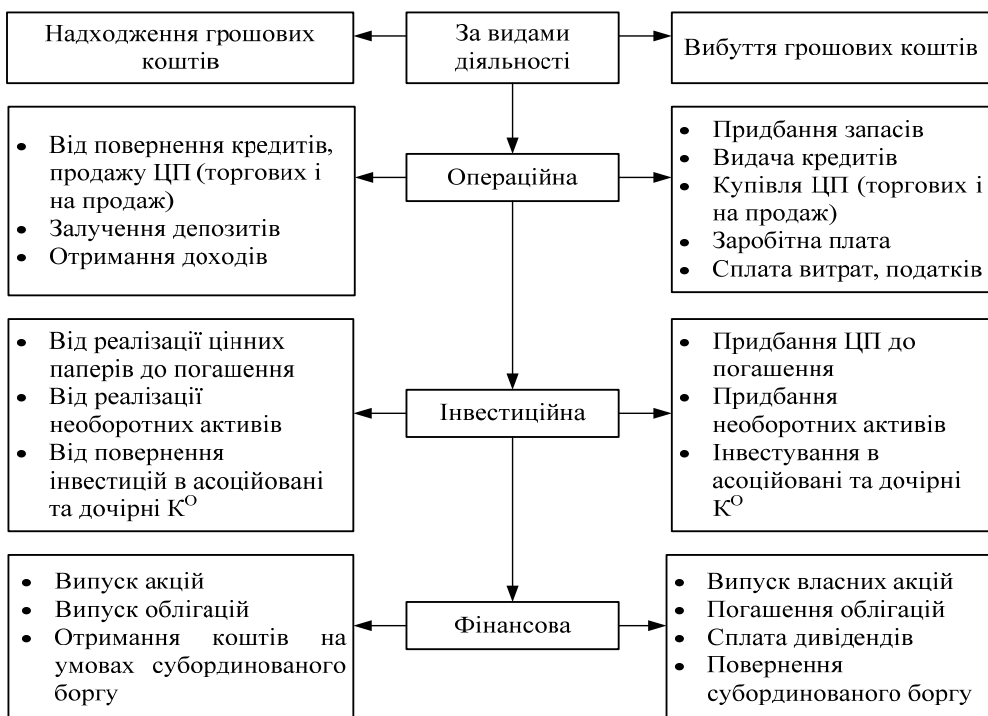 Надходження грошових
коштів
За видами
діяльності
Вибуття грошових коштів
• Від повернення кредитів,
продажу ЦП (торгових і
на продаж)
• Залучення депозитів
• Отримання доходів
Операційна
• Придбання запасів
• Видача кредитів
• Купівля ЦП (торгових і
на продаж)
• Заробітна плата
• Сплата витрат, податків
• Від реалізації цінних
паперів до погашення
• Від реалізації
необоротних активів
• Від повернення
інвестицій в асоційовані
та дочірні Кᴼ
Інвестиційна
• Придбання ЦП до
погашення
• Придбання
необоротних активів
• Інвестування в
асоційовані та дочірні
Кᴼ
• Випуск акцій
• Випуск облігацій
• Отримання коштів на
умовах субординованого
боргу
Фінансова
• Випуск власних акцій
• Погашення облігацій
• Сплата дивідендів
• Повернення
субординованого боргу